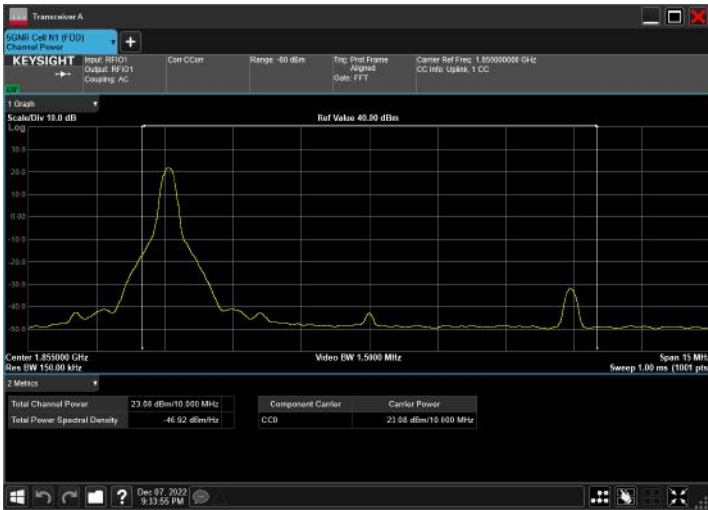 Transceiver A
5GNR Cell N1 (FDD)
Channel Power
KEYSIGHT
Input: RFIO1
Output: RFIO1
Coupling: AC
Corr CCorr
Range: -60 dBm
Trig: Prot Frame
Aligned
Gate: FFT
Carrier Ref Freq: 1.855000000 GHz
CC Info: Uplink, 1 CC
1 Graph
Scale/Div 10.0 dB
Ref Value 40.00 dBm
Log
30.0
20.0
10.0
0.00
-10.0
-20.0
-30.0
-40.0
-50.0
Center 1.855000 GHz
Video BW 1.5000 MHz
Span 15 MHz
Res BW 150.00 kHz
Sweep 1.00 ms (1001 pts
2 Metrics
Total Channel Power 23.08 dBm/10.000 MHz
Total Power Spectral Density -46.92 dBm/Hz
Component Carrier Carrier Power
CC0 23.08 dBm/10.000 MHz
?
Dec 07, 2022
9:33:55 PM